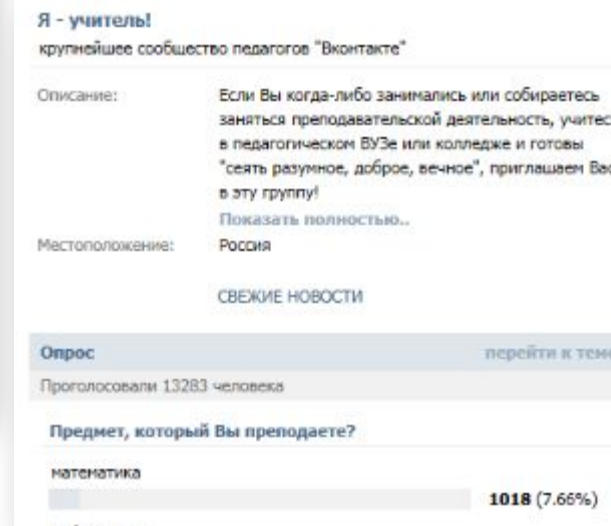 Я - учитель!
крупнейшее сообщество педагогов "Вконтакте"
Описание:
Если Вы когда-либо занимались или собираетесь
заняться преподавательской деятельность, учитес
в педагогическом ВУЗе или колледже и готовы
"сеять разумное, доброе, вечное", приглашаем Вас
в эту группу!
Показать полностью..
Местоположение: Россия
СВЕЖИЕ НОВОСТИ
Опрос перейти к теме
Проголосовали 13283 человека
Предмет, который Вы преподаете?
математика
1018 (7.66%)